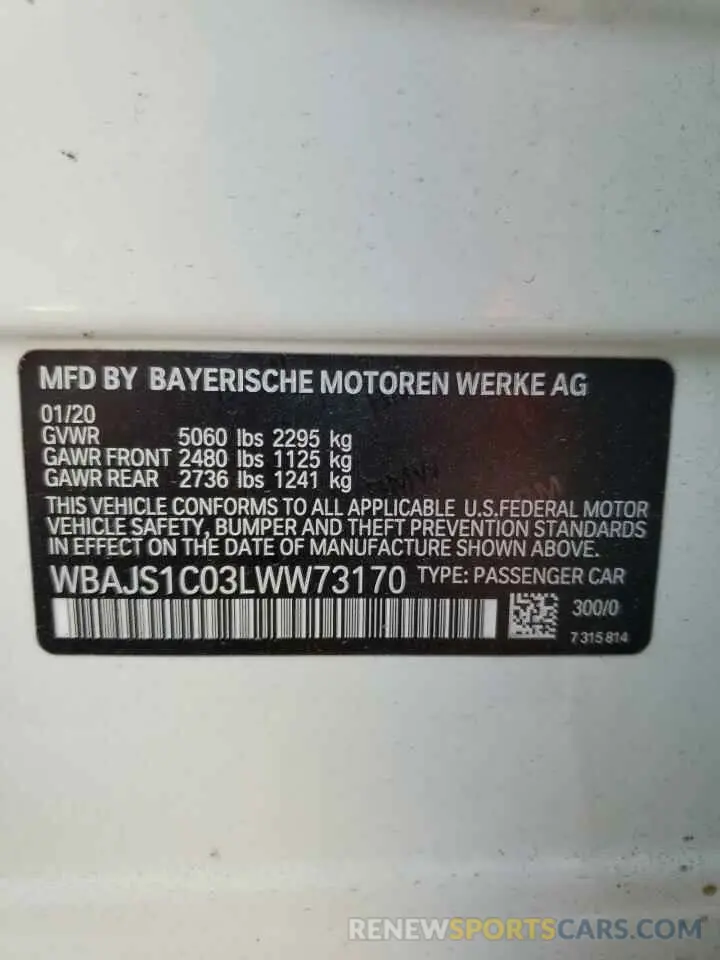 MFD BY BAYERISCHE MOTOREN WERKE AG
01/20
GVWR 5060 lbs 2295 kg
GAWR FRONT 2480 lbs 1125 kg
GAWR REAR 2736 lbs 1241 kg
THIS VEHICLE CONFORMS TO ALL APPLICABLE U.S.FEDERAL MOTOR
VEHICLE SAFETY, BUMPER AND THEFT PREVENTION STANDARDS
IN EFFECT ON THE DATE OF MANUFACTURE SHOWN ABOVE.
WBAJS1C03LWW73170 TYPE: PASSENGER CAR
300/0
7 315 814
RENEWSPORTSCARS.COM